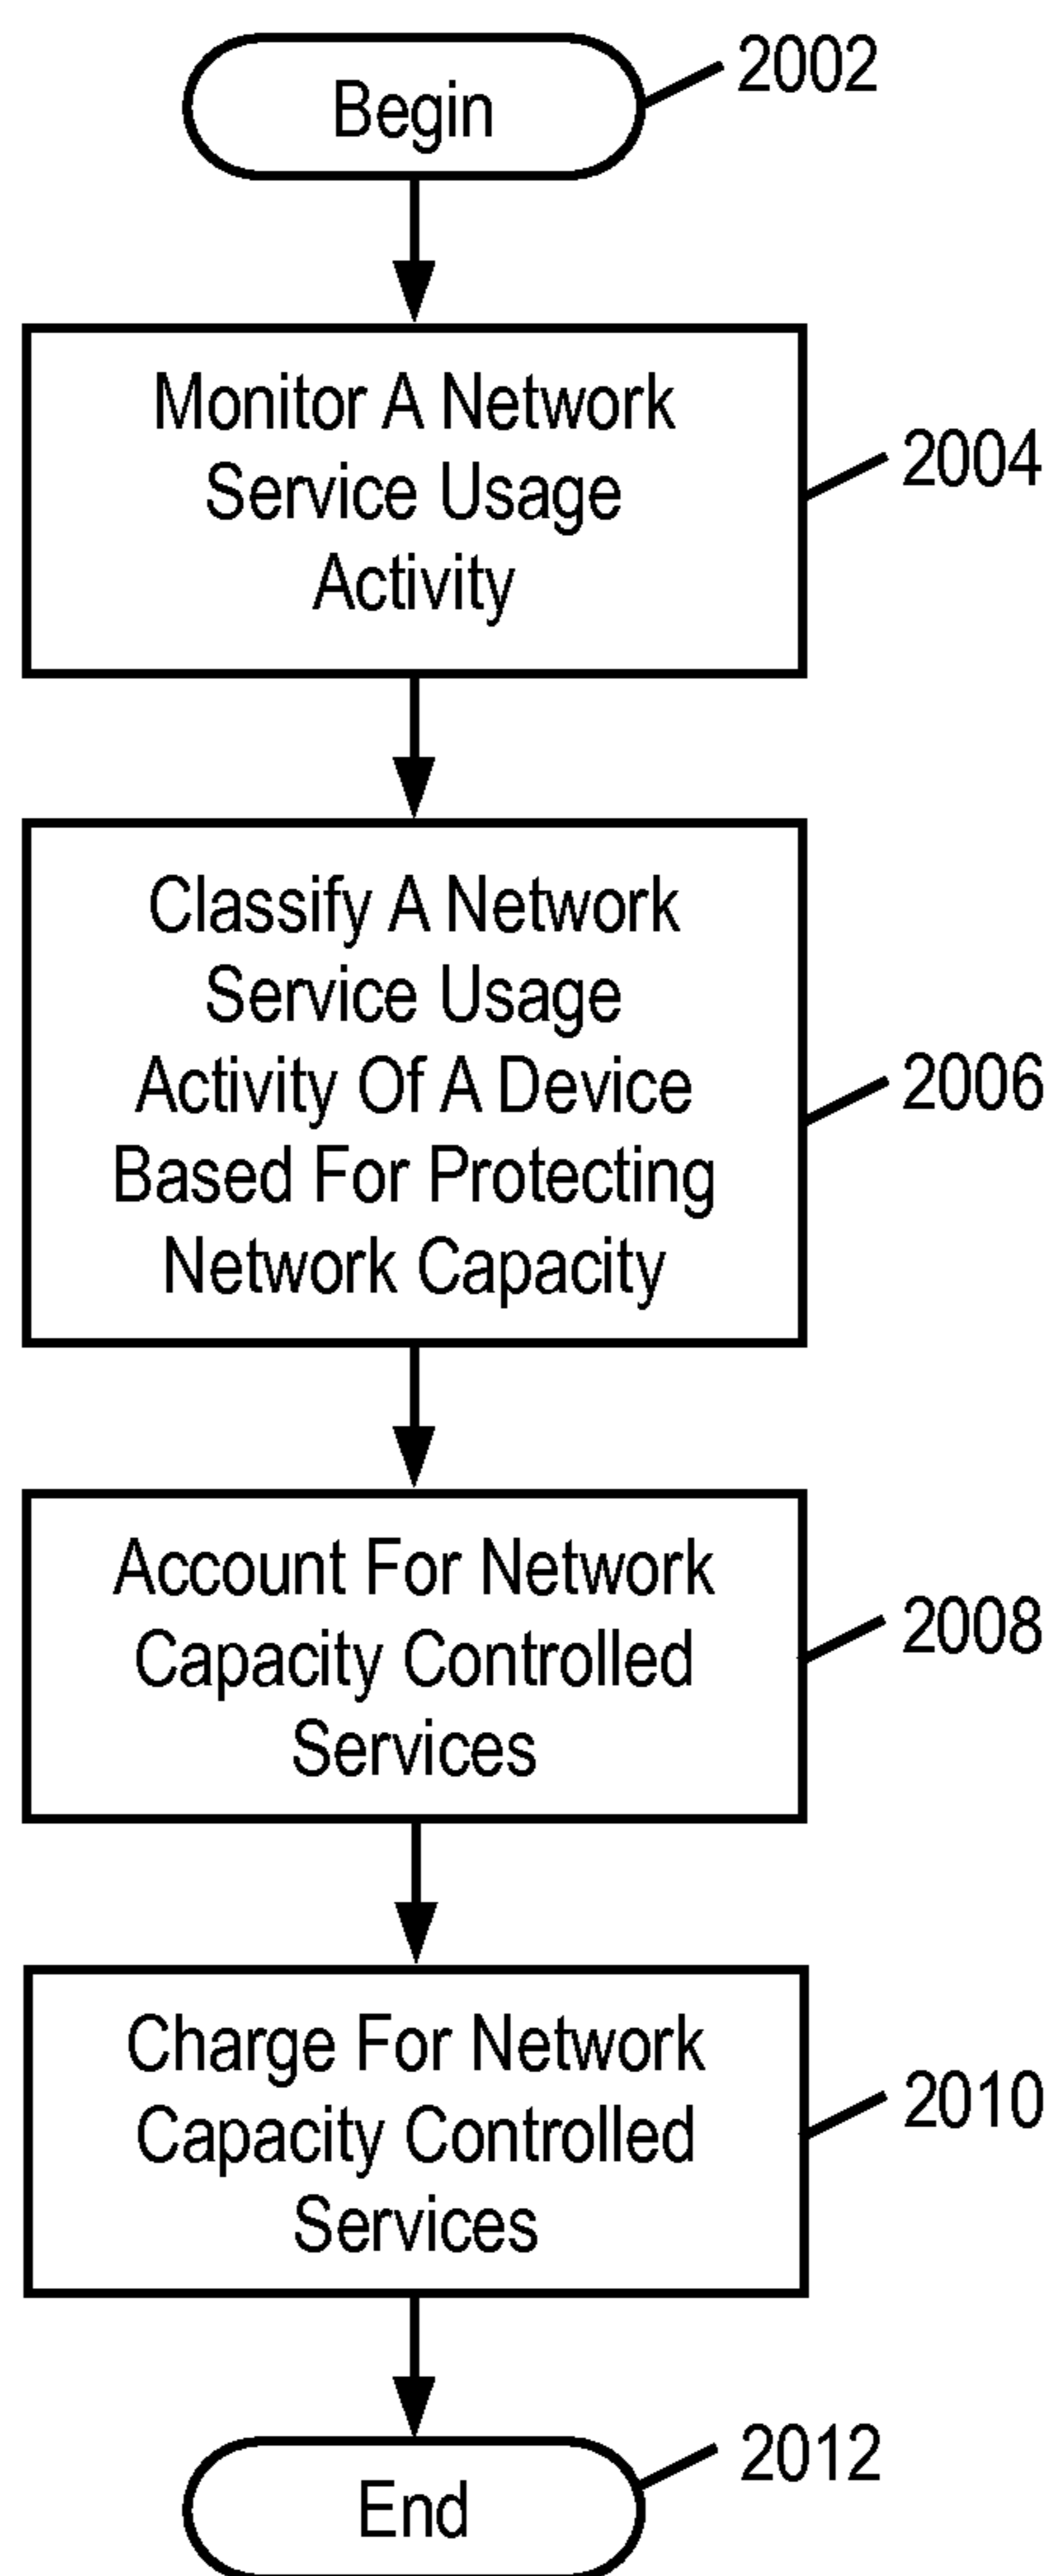 Begin
2002
Monitor A Network
Service Usage
Activity
2004
Classify A Network
Service Usage
Activity Of A Device
Based For Protecting
Network Capacity
2006
Account For Network
Capacity Controlled
Services
2008
Charge For Network
Capacity Controlled
Services
2010
End
2012